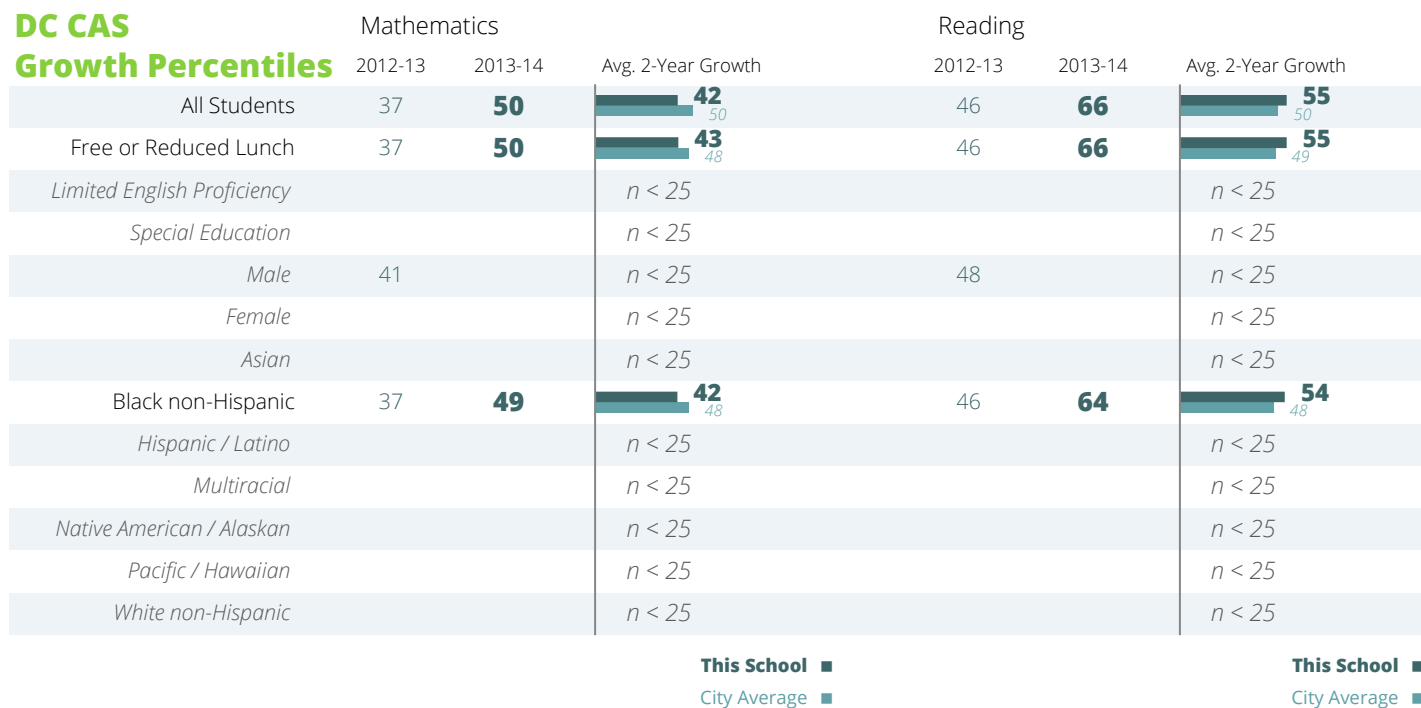 DC CAS
Growth Percentiles
Mathematics
Reading
2012-13 2013-14 Avg. 2-Year Growth 2012-13 2013-14 Avg. 2-Year Growth
All Students 37 50 42 50 46 66 55 50
Free or Reduced Lunch 37 50 43 48 46 66 55 49
Limited English Proficiency n < 25 n < 25
Special Education n < 25 n < 25
Male 41 n < 25 48 n < 25
Female n < 25 n < 25
Asian n < 25 n < 25
Black non-Hispanic 37 49 42 48 46 64 54 48
Hispanic / Latino n < 25 n < 25
Multiracial n < 25 n < 25
Native American / Alaskan n < 25 n < 25
Pacific / Hawaiian n < 25 n < 25
White non-Hispanic n < 25 n < 25
This School This School
City Average City Average